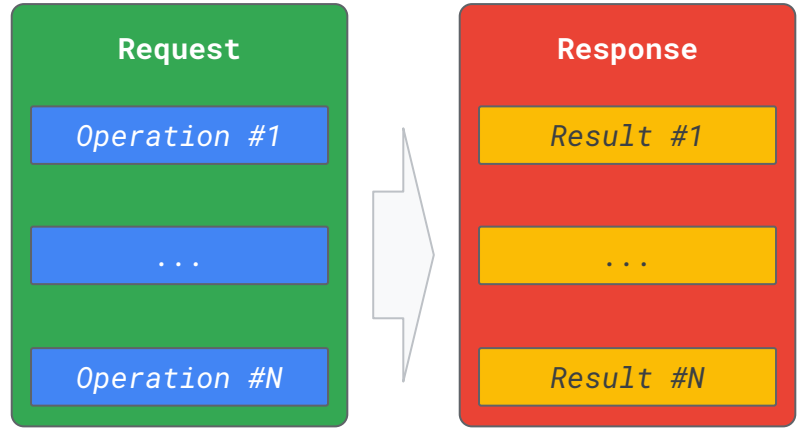 Request
Operation #1
...
Operation #N
Response
Result #1
...
Result #N